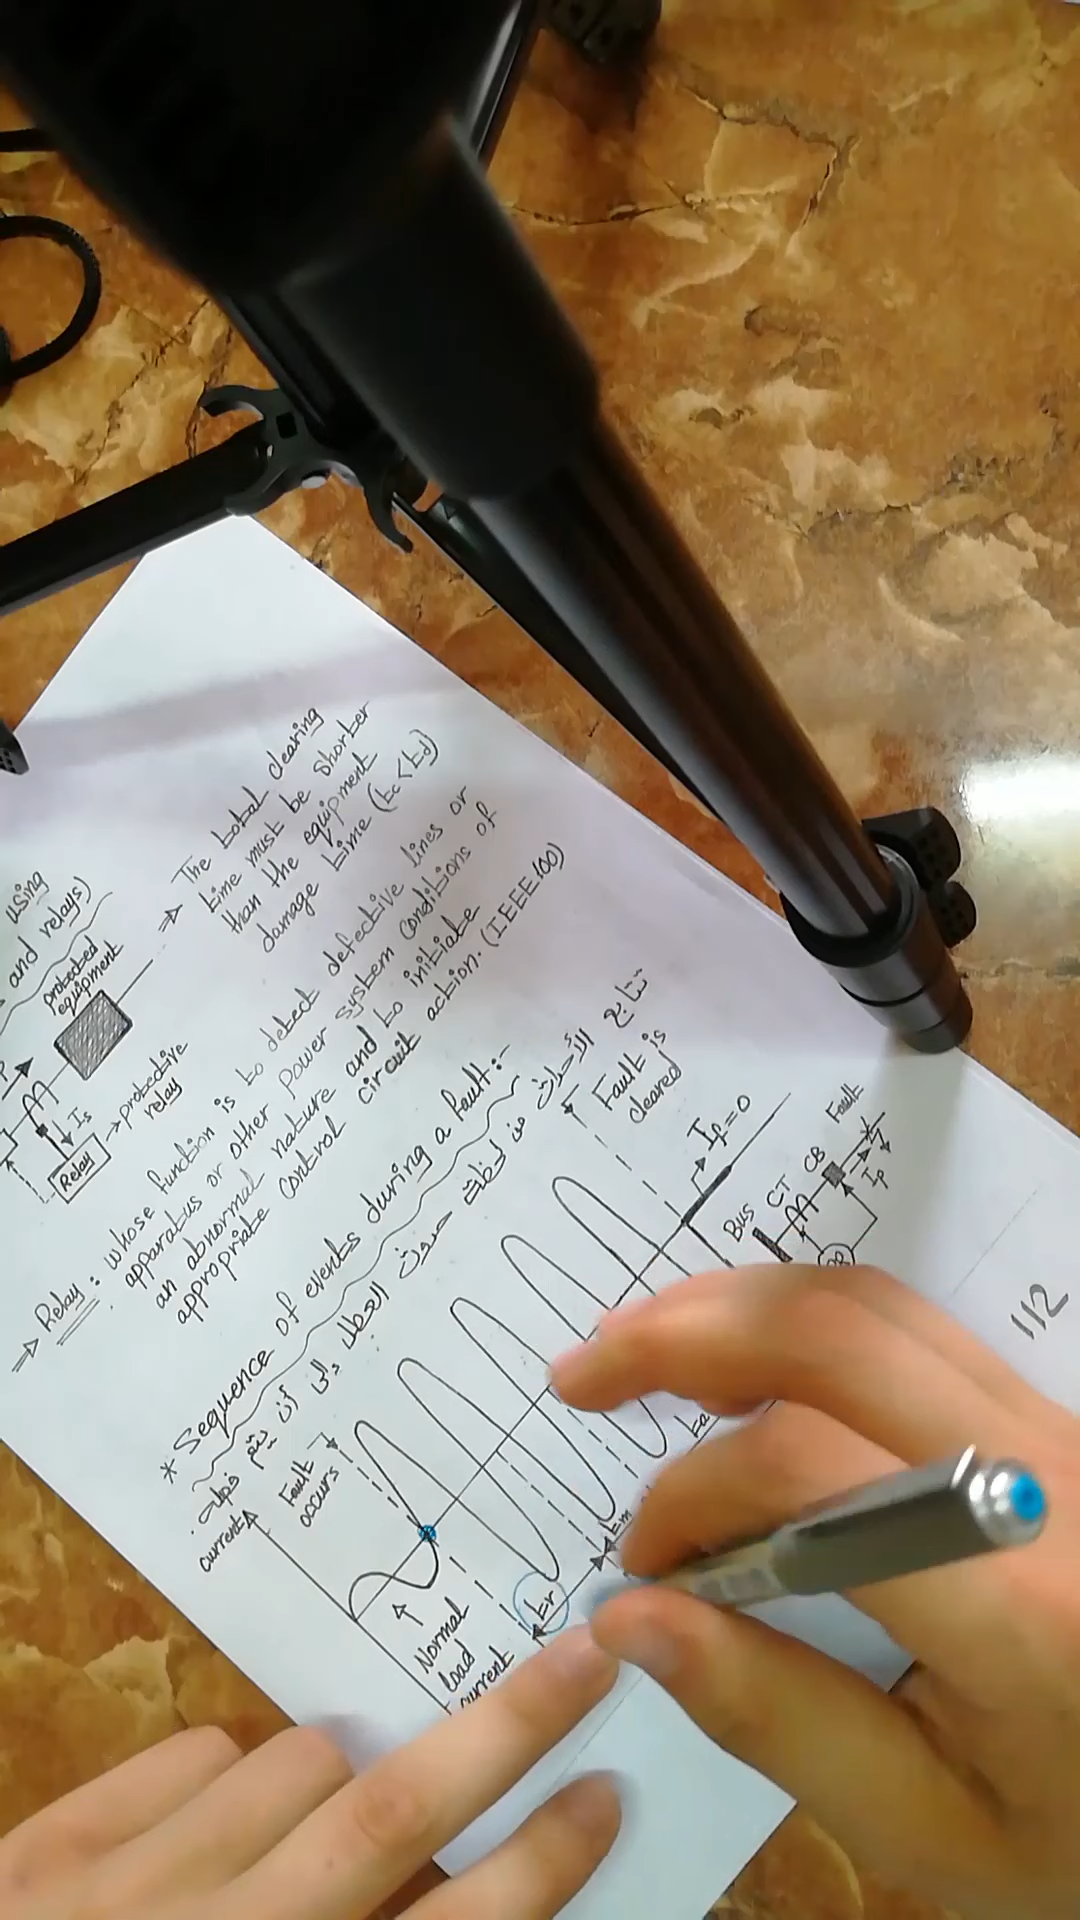 using
and relays)
protected
equipment
Is
Relay
protective
relay
⇒ The total clearing
time must be shorter
than the equipment
damage time (tc < td)
⇒ Relay: whose function is to detect defective lines or
apparatus or other power system conditions of
an abnormal nature and to initiate
appropriate control circuit action. (IEEE 100)
* Sequence of events during a fault:-
تتابع الأحداث من لحظة حدوث العطل إلى أن يتم فصله.
current
Fault
occurs
Fault is
cleared
If=0
Normal
load
current
tr
tm
ta
Bus
CT
CB
Fault
IF
112